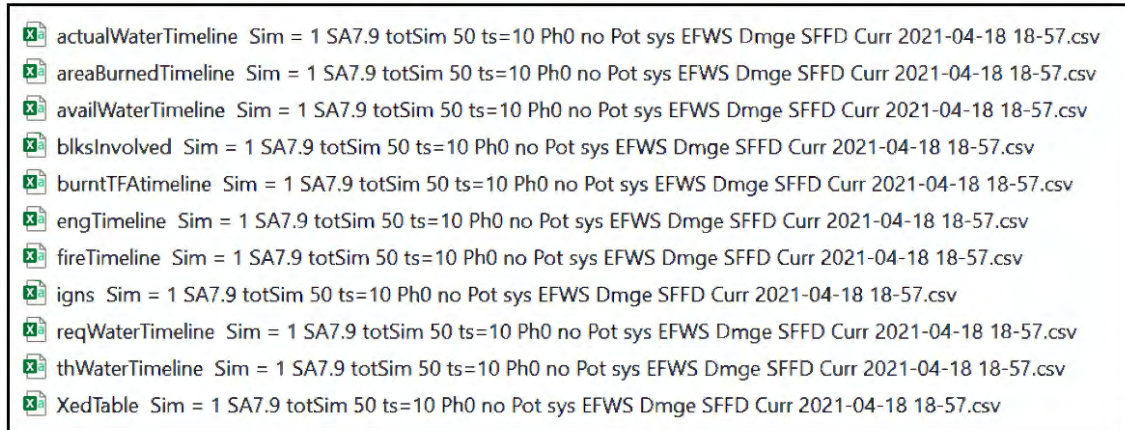 actualWaterTimeline Sim = 1 SA7.9 totSim 50 ts=10 Ph0 no Pot sys EFWS Dmge SFFD Curr 2021-04-18 18-57.csv
areaBurnedTimeline Sim = 1 SA7.9 totSim 50 ts=10 Ph0 no Pot sys EFWS Dmge SFFD Curr 2021-04-18 18-57.csv
availWaterTimeline Sim = 1 SA7.9 totSim 50 ts=10 Ph0 no Pot sys EFWS Dmge SFFD Curr 2021-04-18 18-57.csv
blksInvolved Sim = 1 SA7.9 totSim 50 ts=10 Ph0 no Pot sys EFWS Dmge SFFD Curr 2021-04-18 18-57.csv
burntTFAtimeline Sim = 1 SA7.9 totSim 50 ts=10 Ph0 no Pot sys EFWS Dmge SFFD Curr 2021-04-18 18-57.csv
engTimeline Sim = 1 SA7.9 totSim 50 ts=10 Ph0 no Pot sys EFWS Dmge SFFD Curr 2021-04-18 18-57.csv
fireTimeline Sim = 1 SA7.9 totSim 50 ts=10 Ph0 no Pot sys EFWS Dmge SFFD Curr 2021-04-18 18-57.csv
igns Sim = 1 SA7.9 totSim 50 ts=10 Ph0 no Pot sys EFWS Dmge SFFD Curr 2021-04-18 18-57.csv
reqWaterTimeline Sim = 1 SA7.9 totSim 50 ts=10 Ph0 no Pot sys EFWS Dmge SFFD Curr 2021-04-18 18-57.csv
thWaterTimeline Sim = 1 SA7.9 totSim 50 ts=10 Ph0 no Pot sys EFWS Dmge SFFD Curr 2021-04-18 18-57.csv
XedTable Sim = 1 SA7.9 totSim 50 ts=10 Ph0 no Pot sys EFWS Dmge SFFD Curr 2021-04-18 18-57.csv